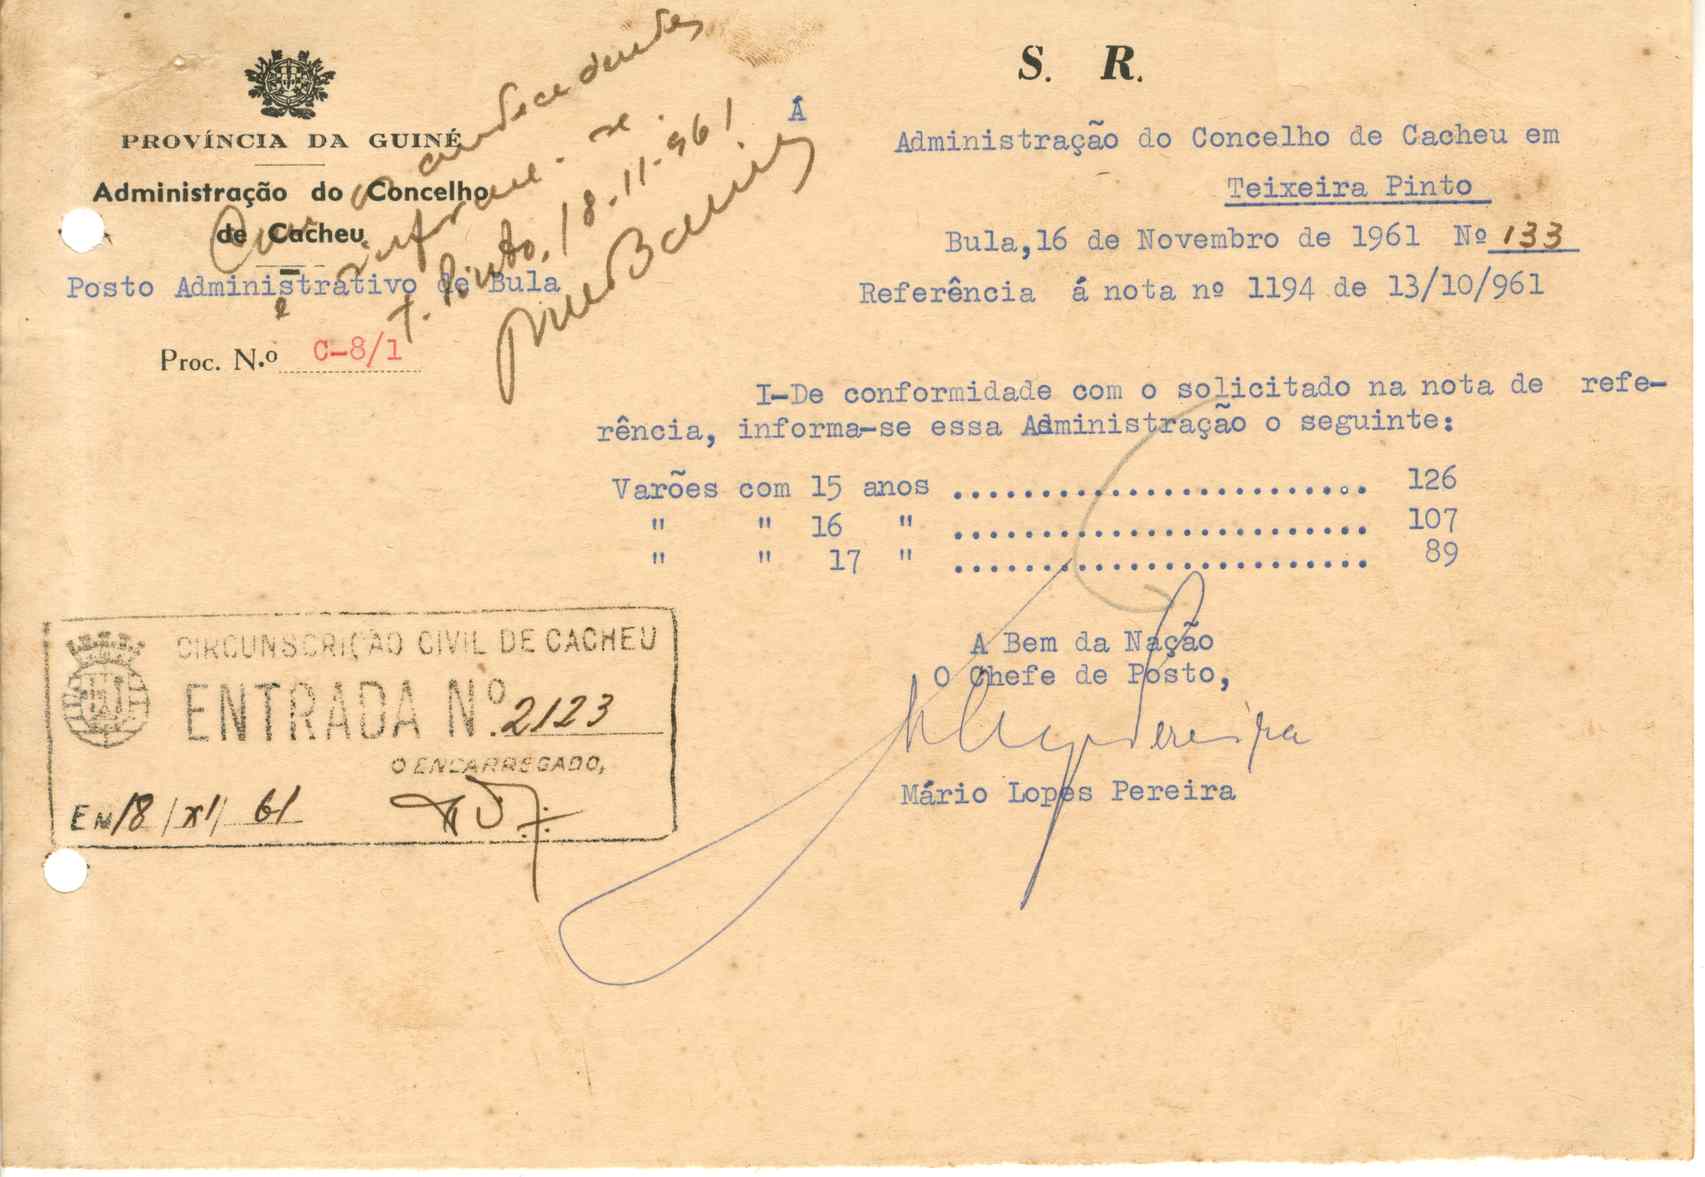 S. R.
PROVÍNCIA DA GUINÉ
Administração do Concelho
de Cacheu
Posto Administrativo de Bula
Proc. N.º C-8/1
antecedentes
e informe-se.
T. Pinto, 18-11-961
Á
Administração do Concelho de Cacheu em
Teixeira Pinto
Bula,16 de Novembro de 1961 Nº 133
Referência á nota nº 1194 de 13/10/961
I-De conformidade com o solicitado na nota de refe-
rência, informa-se essa Administração o seguinte:
Varões com 15 anos ........................ 126
" " 16 " ........................ 107
" " 17 " ........................ 89
A Bem da Nação
O Chefe de Posto,
Mário Lopes Pereira
CIRCUNSCRIÇÃO CIVIL DE CACHEU
ENTRADA Nº. 2123
O ENCARREGADO,
EM 18/XI/61